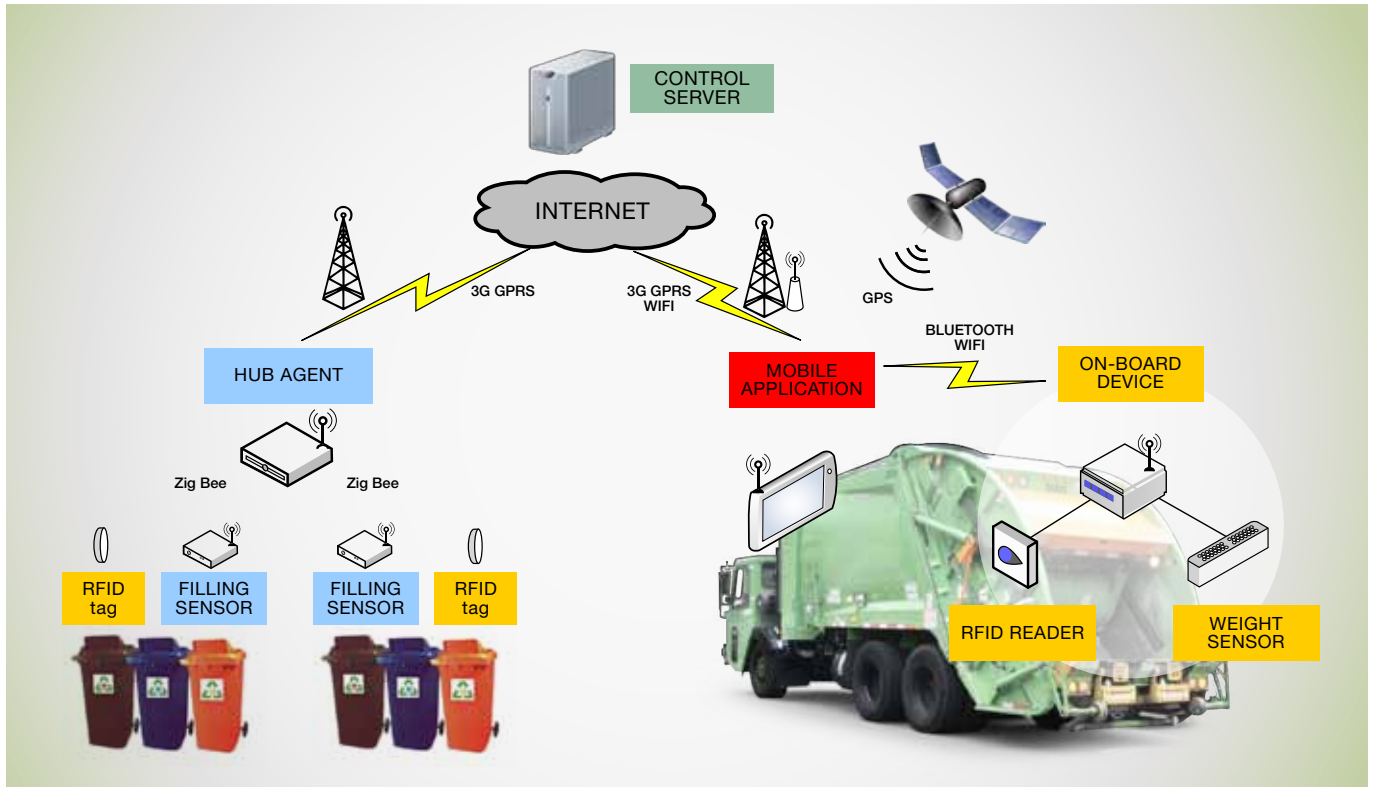 CONTROL
SERVER
INTERNET
3G GPRS
3G GPRS
WIFI
GPS
BLUETOOTH
WIFI
HUB AGENT
MOBILE
APPLICATION
ON-BOARD
DEVICE
Zig Bee
Zig Bee
RFID
tag
FILLING
SENSOR
FILLING
SENSOR
RFID
tag
RFID READER
WEIGHT
SENSOR